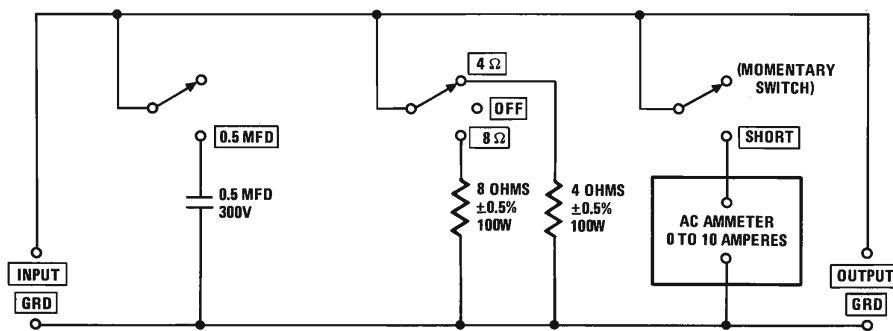 4 Ω
(MOMENTARY
SWITCH)
OFF
0.5 MFD
8 Ω
SHORT
0.5 MFD
300V
8 OHMS
±0.5%
100W
4 OHMS
±0.5%
100W
AC AMMETER
0 TO 10 AMPERES
INPUT
GRD
OUTPUT
GRD